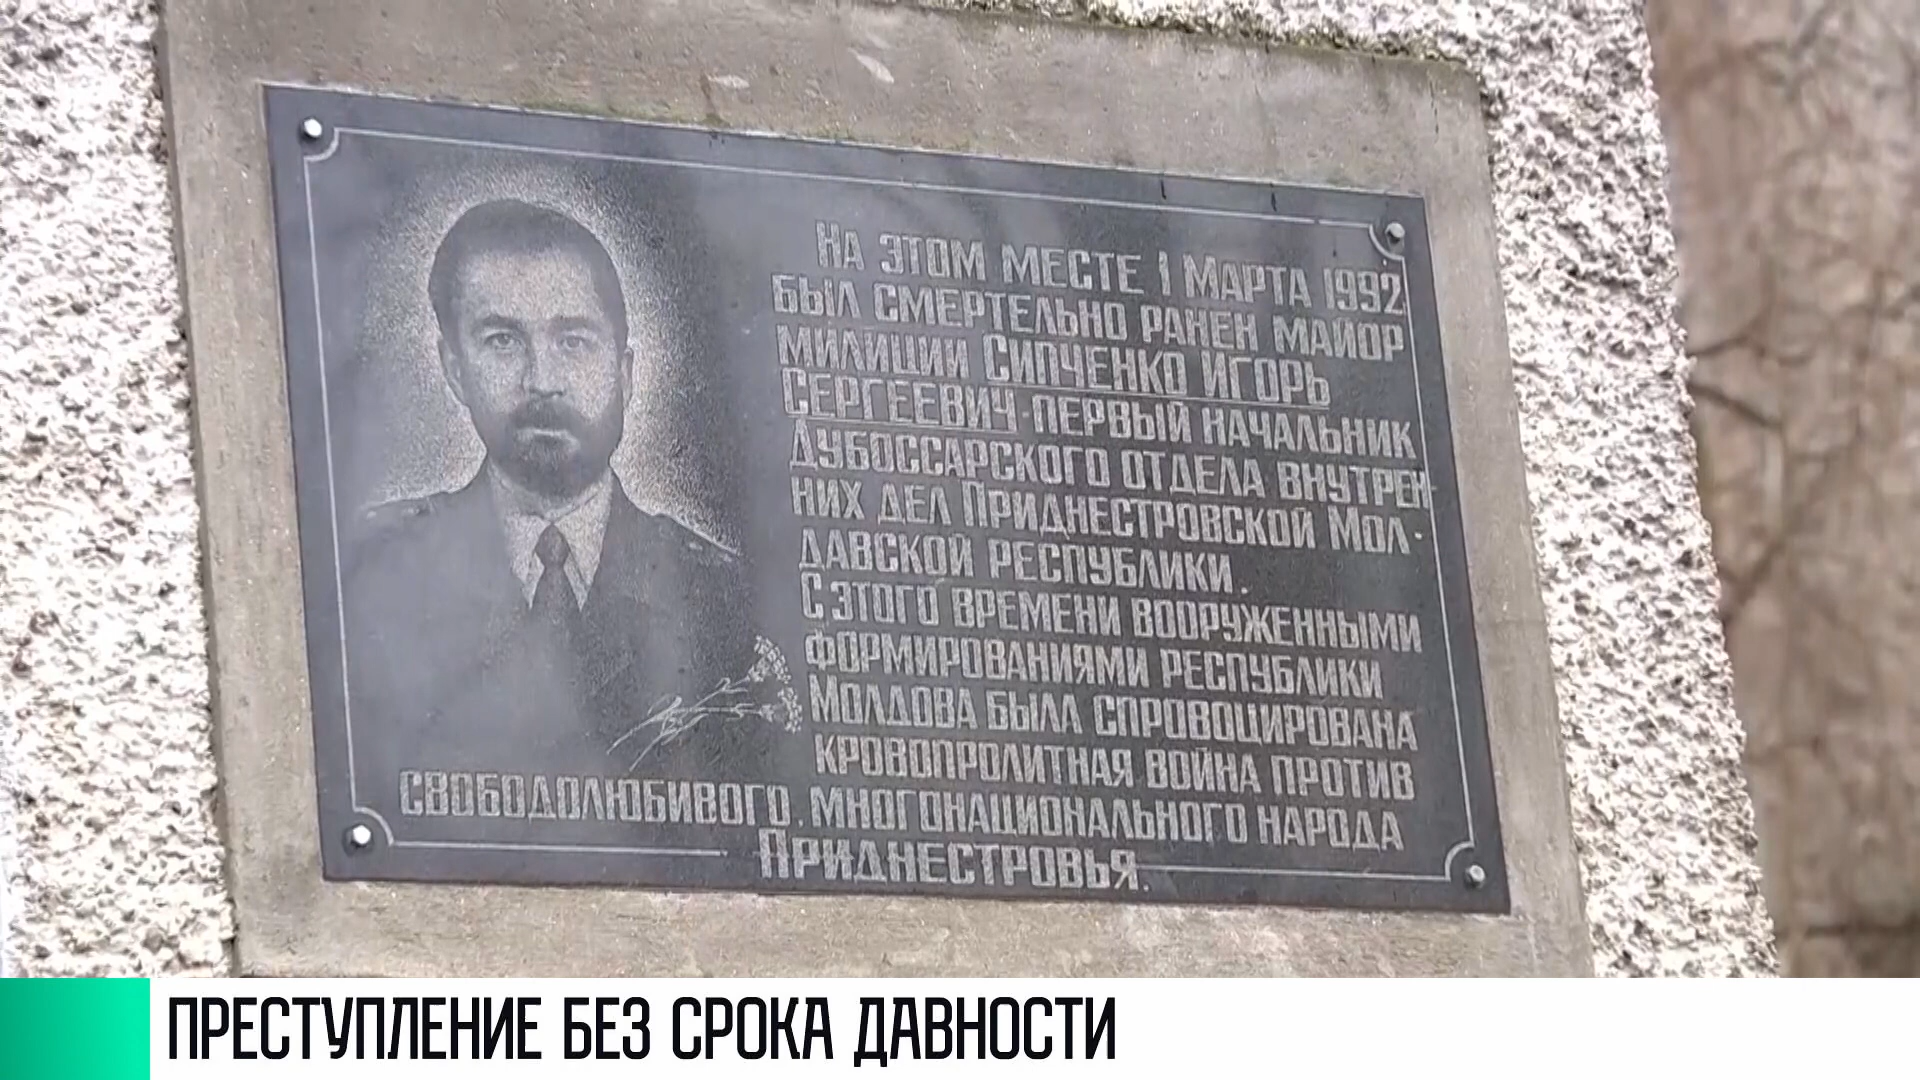 На этом месте 1 Марта 1992
был смертельно ранен майор
милиции Сипченко Игорь
Сергеевич-первый начальник
Дубоссарского отдела внутрен-
них дел Приднестровской Мол-
давской республики.
С этого времени вооруженными
формированиями республики
Молдова была спровоцирована
кровопролитная война против
свободолюбивого, многонационального народа
Приднестровья.
ПРЕСТУПЛЕНИЕ БЕЗ СРОКА ДАВНОСТИ